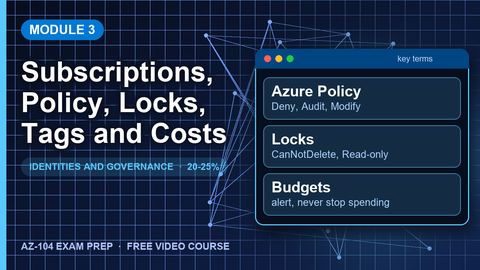 MODULE 3
Subscriptions,
Policy, Locks,
Tags and Costs
IDENTITIES AND GOVERNANCE · 20-25%
AZ-104 EXAM PREP · FREE VIDEO COURSE
key terms
Azure Policy
Deny, Audit, Modify
Locks
CanNotDelete, Read-only
Budgets
alert, never stop spending